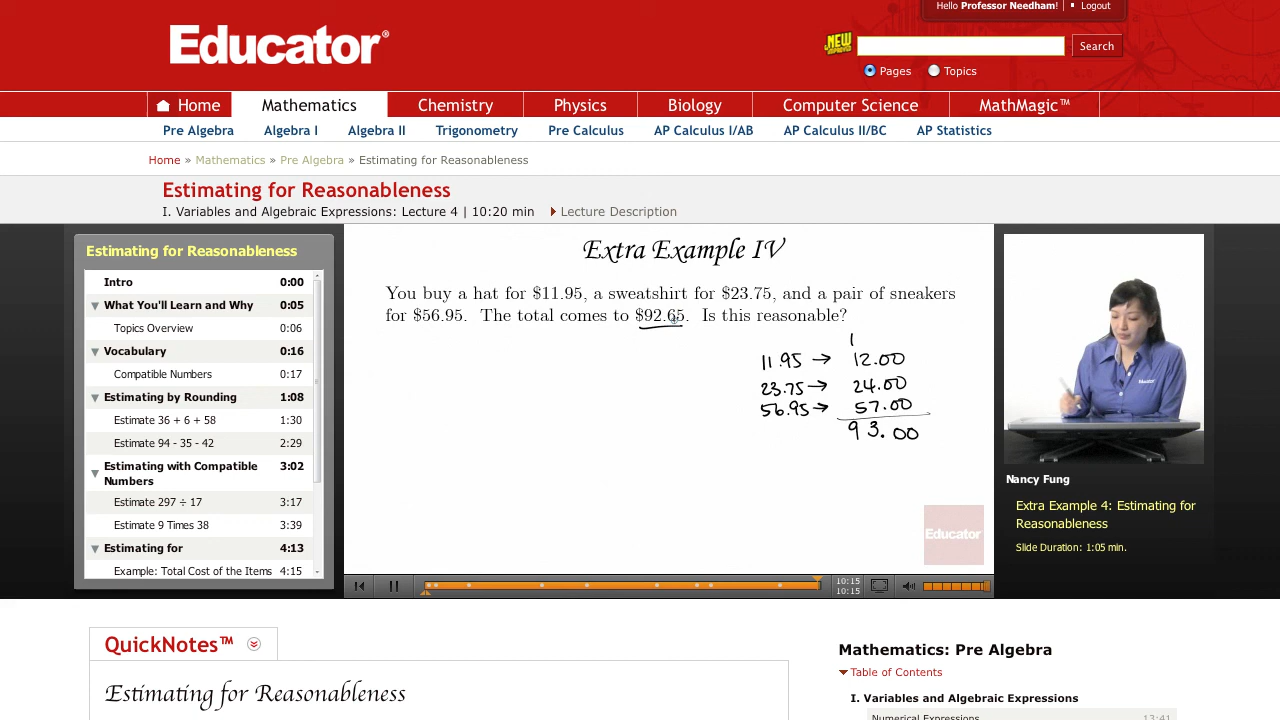 Hello Professor Needham! | ▪ Logout
Educator®
NEW
Search
Pages Topics
Home Mathematics Chemistry Physics Biology Computer Science MathMagic™
Pre Algebra Algebra I Algebra II Trigonometry Pre Calculus AP Calculus I/AB AP Calculus II/BC AP Statistics
Home » Mathematics » Pre Algebra » Estimating for Reasonableness
Estimating for Reasonableness
I. Variables and Algebraic Expressions: Lecture 4 | 10:20 min Lecture Description
Estimating for Reasonableness
Intro 0:00
What You'll Learn and Why 0:05
Topics Overview 0:06
Vocabulary 0:16
Compatible Numbers 0:17
Estimating by Rounding 1:08
Estimate 36 + 6 + 58 1:30
Estimate 94 - 35 - 42 2:29
Estimating with Compatible
Numbers 3:02
Estimate 297 ÷ 17 3:17
Estimate 9 Times 38 3:39
Estimating for 4:13
Example: Total Cost of the Items 4:15
Extra Example IV
You buy a hat for $11.95, a sweatshirt for $23.75, and a pair of sneakers
for $56.95. The total comes to $92.65. Is this reasonable?
1
11.95 → 12.00
23.75 → 24.00
56.95 → 57.00
93.00
Educator
10:15
10:15
Educator
Nancy Fung
Extra Example 4: Estimating for
Reasonableness
Slide Duration: 1:05 min.
QuickNotes™
Estimating for Reasonableness
Mathematics: Pre Algebra
Table of Contents
I. Variables and Algebraic Expressions
Numerical Expressions 13:41